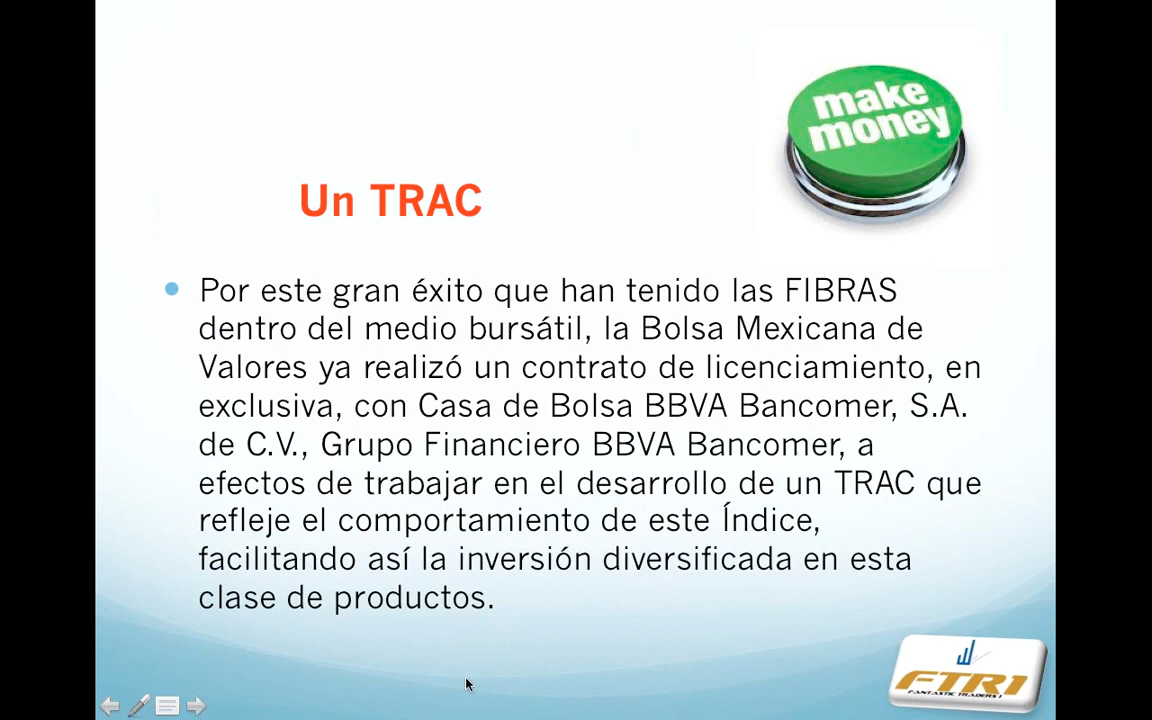 make
money
Un TRAC
Por este gran éxito que han tenido las FIBRAS
dentro del medio bursátil, la Bolsa Mexicana de
Valores ya realizó un contrato de licenciamiento, en
exclusiva, con Casa de Bolsa BBVA Bancomer, S.A.
de C.V., Grupo Financiero BBVA Bancomer, a
efectos de trabajar en el desarrollo de un TRAC que
refleje el comportamiento de este Índice,
facilitando así la inversión diversificada en esta
clase de productos.
FTR1
FANTASTIC TRADERS 1